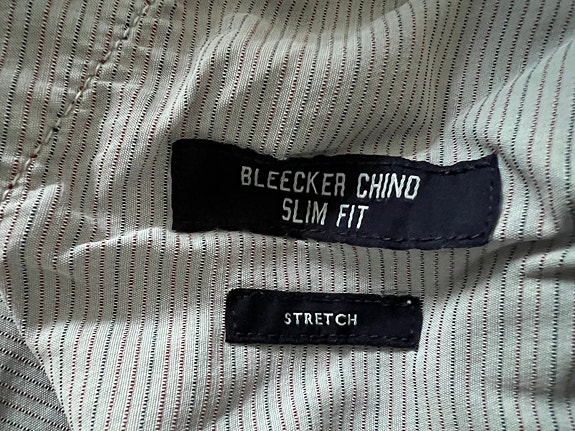 BLEECKER CHINO
SLIM FIT
STRETCH